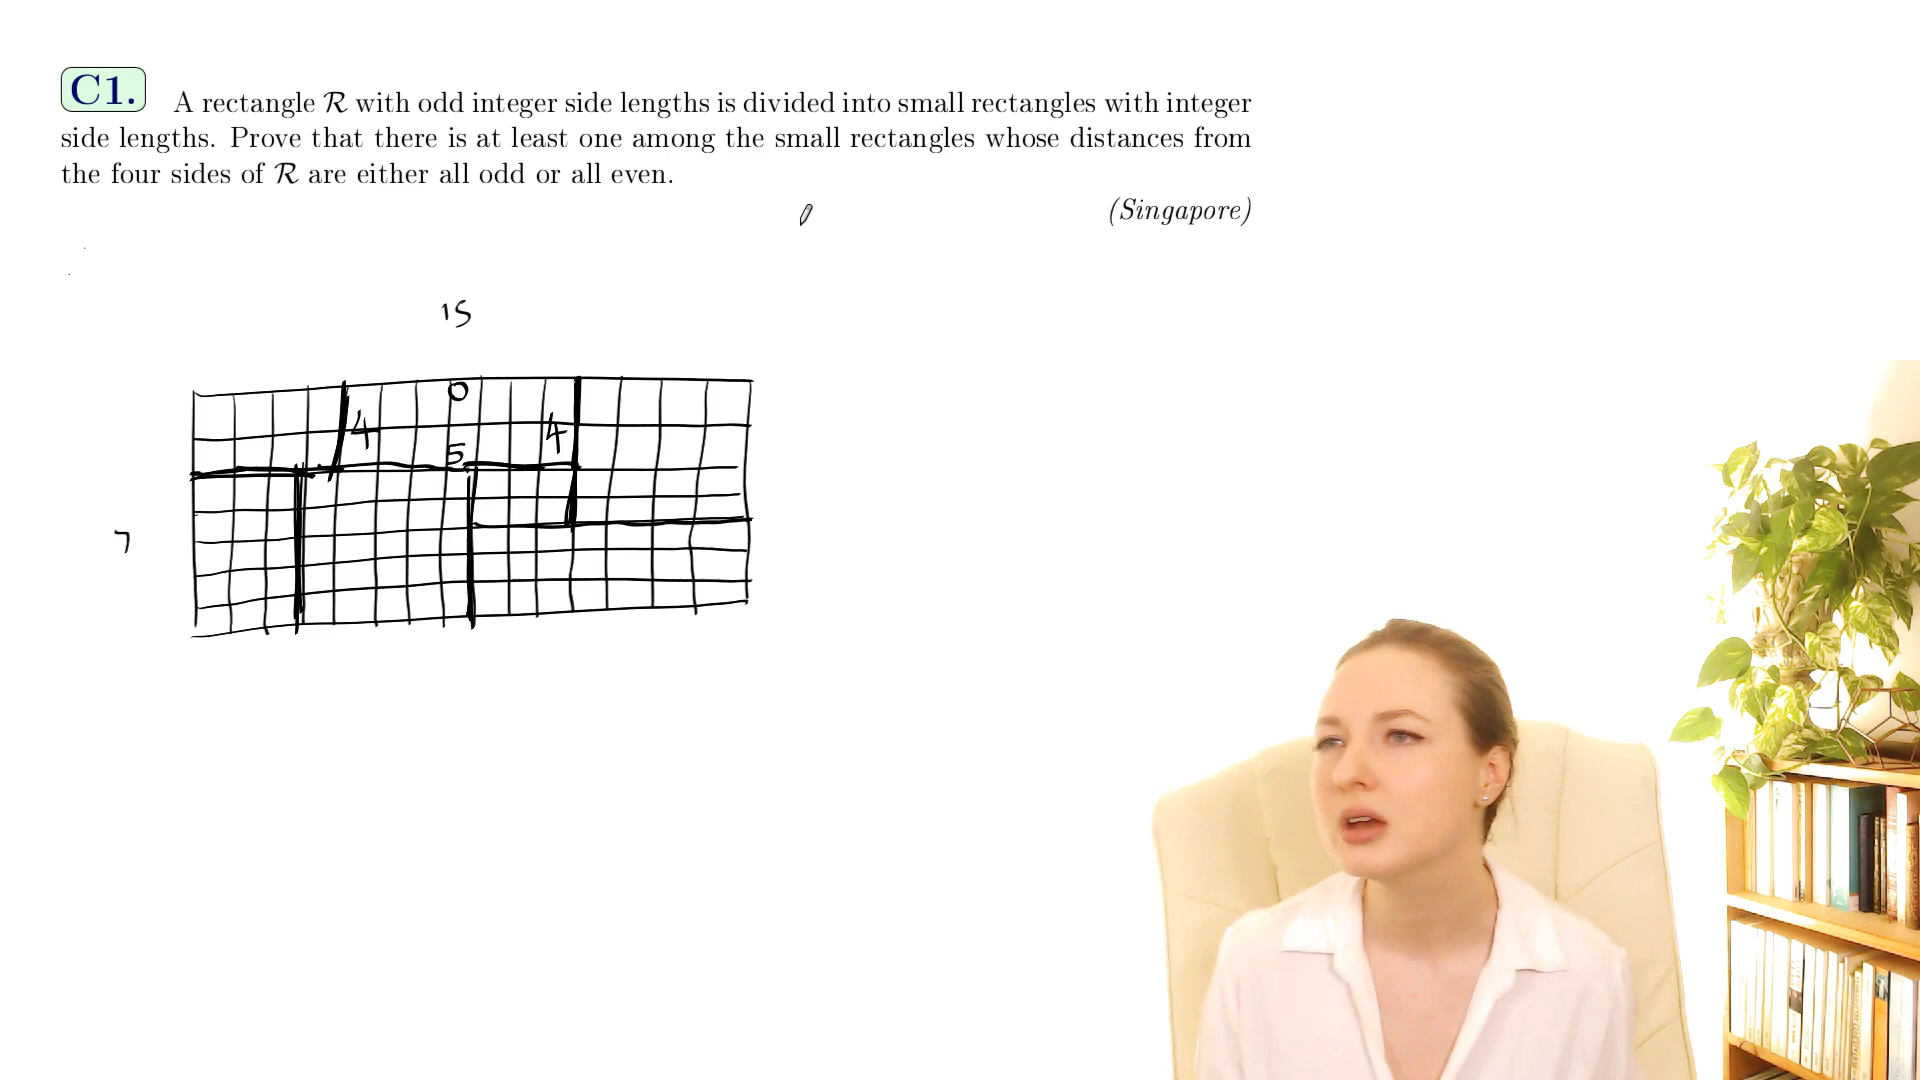 C1. A rectangle ℛ with odd integer side lengths is divided into small rectangles with integer
side lengths. Prove that there is at least one among the small rectangles whose distances from
the four sides of ℛ are either all odd or all even.
(Singapore)
15
0
4 4
5
7